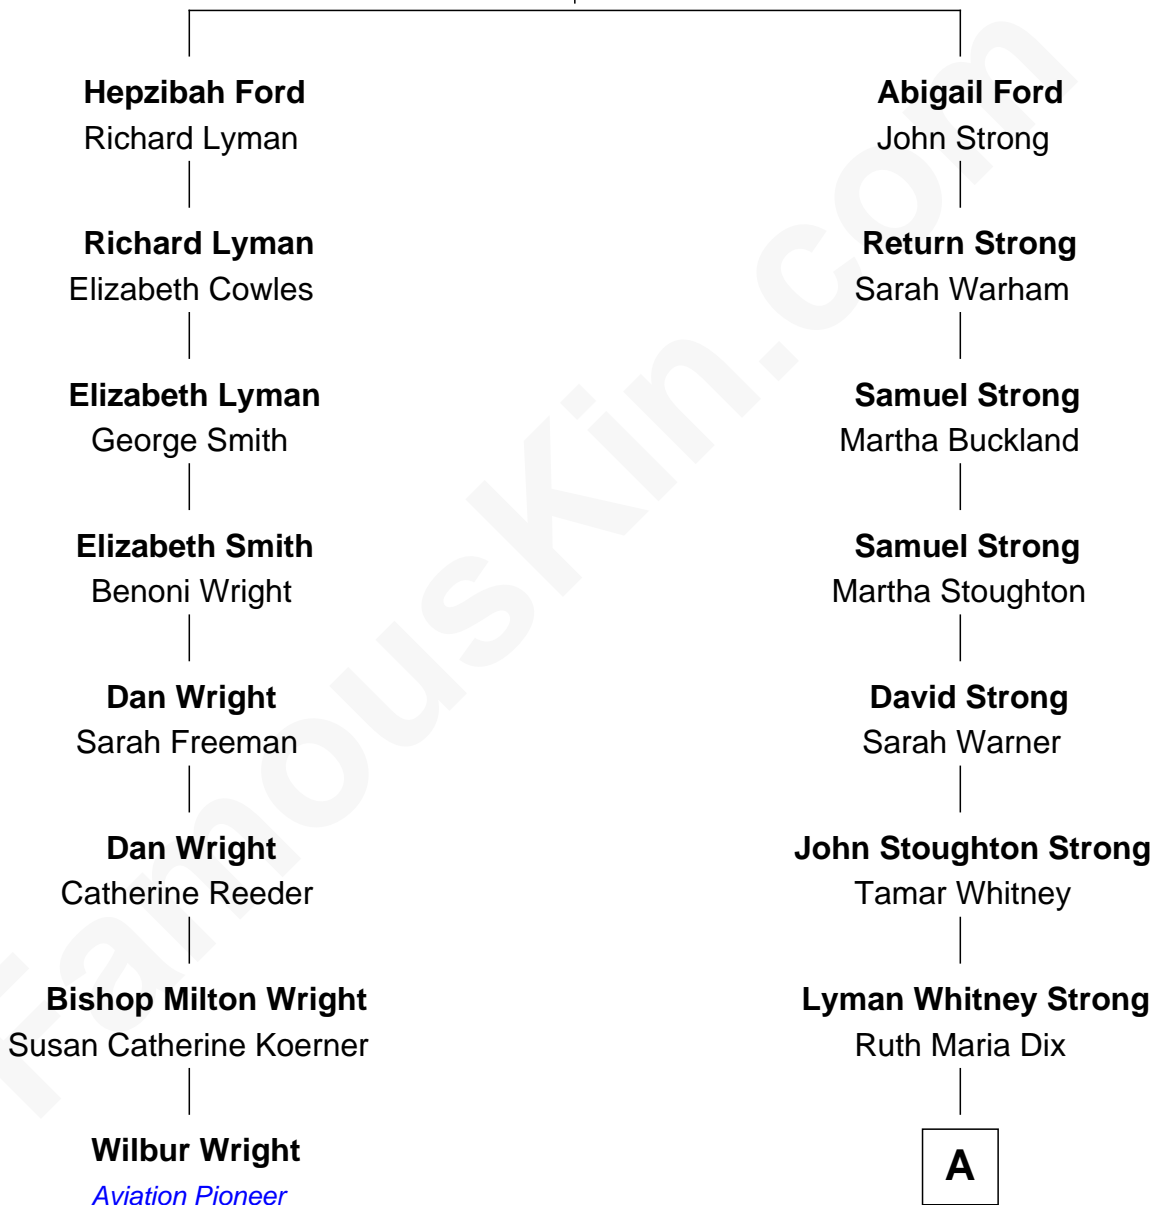 Hepzibah Ford
Richard Lyman
Abigail Ford
John Strong
Richard Lyman
Elizabeth Cowles
Return Strong
Sarah Warham
Elizabeth Lyman
George Smith
Samuel Strong
Martha Buckland
Elizabeth Smith
Benoni Wright
Samuel Strong
Martha Stoughton
Dan Wright
Sarah Freeman
David Strong
Sarah Warner
Dan Wright
Catherine Reeder
John Stoughton Strong
Tamar Whitney
Bishop Milton Wright
Susan Catherine Koerner
Lyman Whitney Strong
Ruth Maria Dix
Wilbur Wright
Aviation Pioneer
A
FamousKin.com